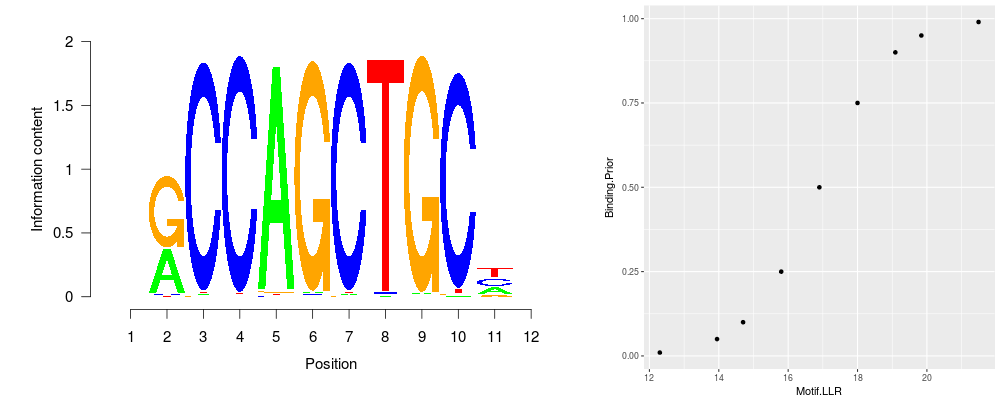 Information content
2
1.5
1
0.5
0
G
A
C
C
A
G
C
T
G
C
T
C
A
1 2 3 4 5 6 7 8 9 10 11 12
Position
Binding.Prior
1.00
0.75
0.50
0.25
0.00
12 14 16 18 20
Motif.LLR